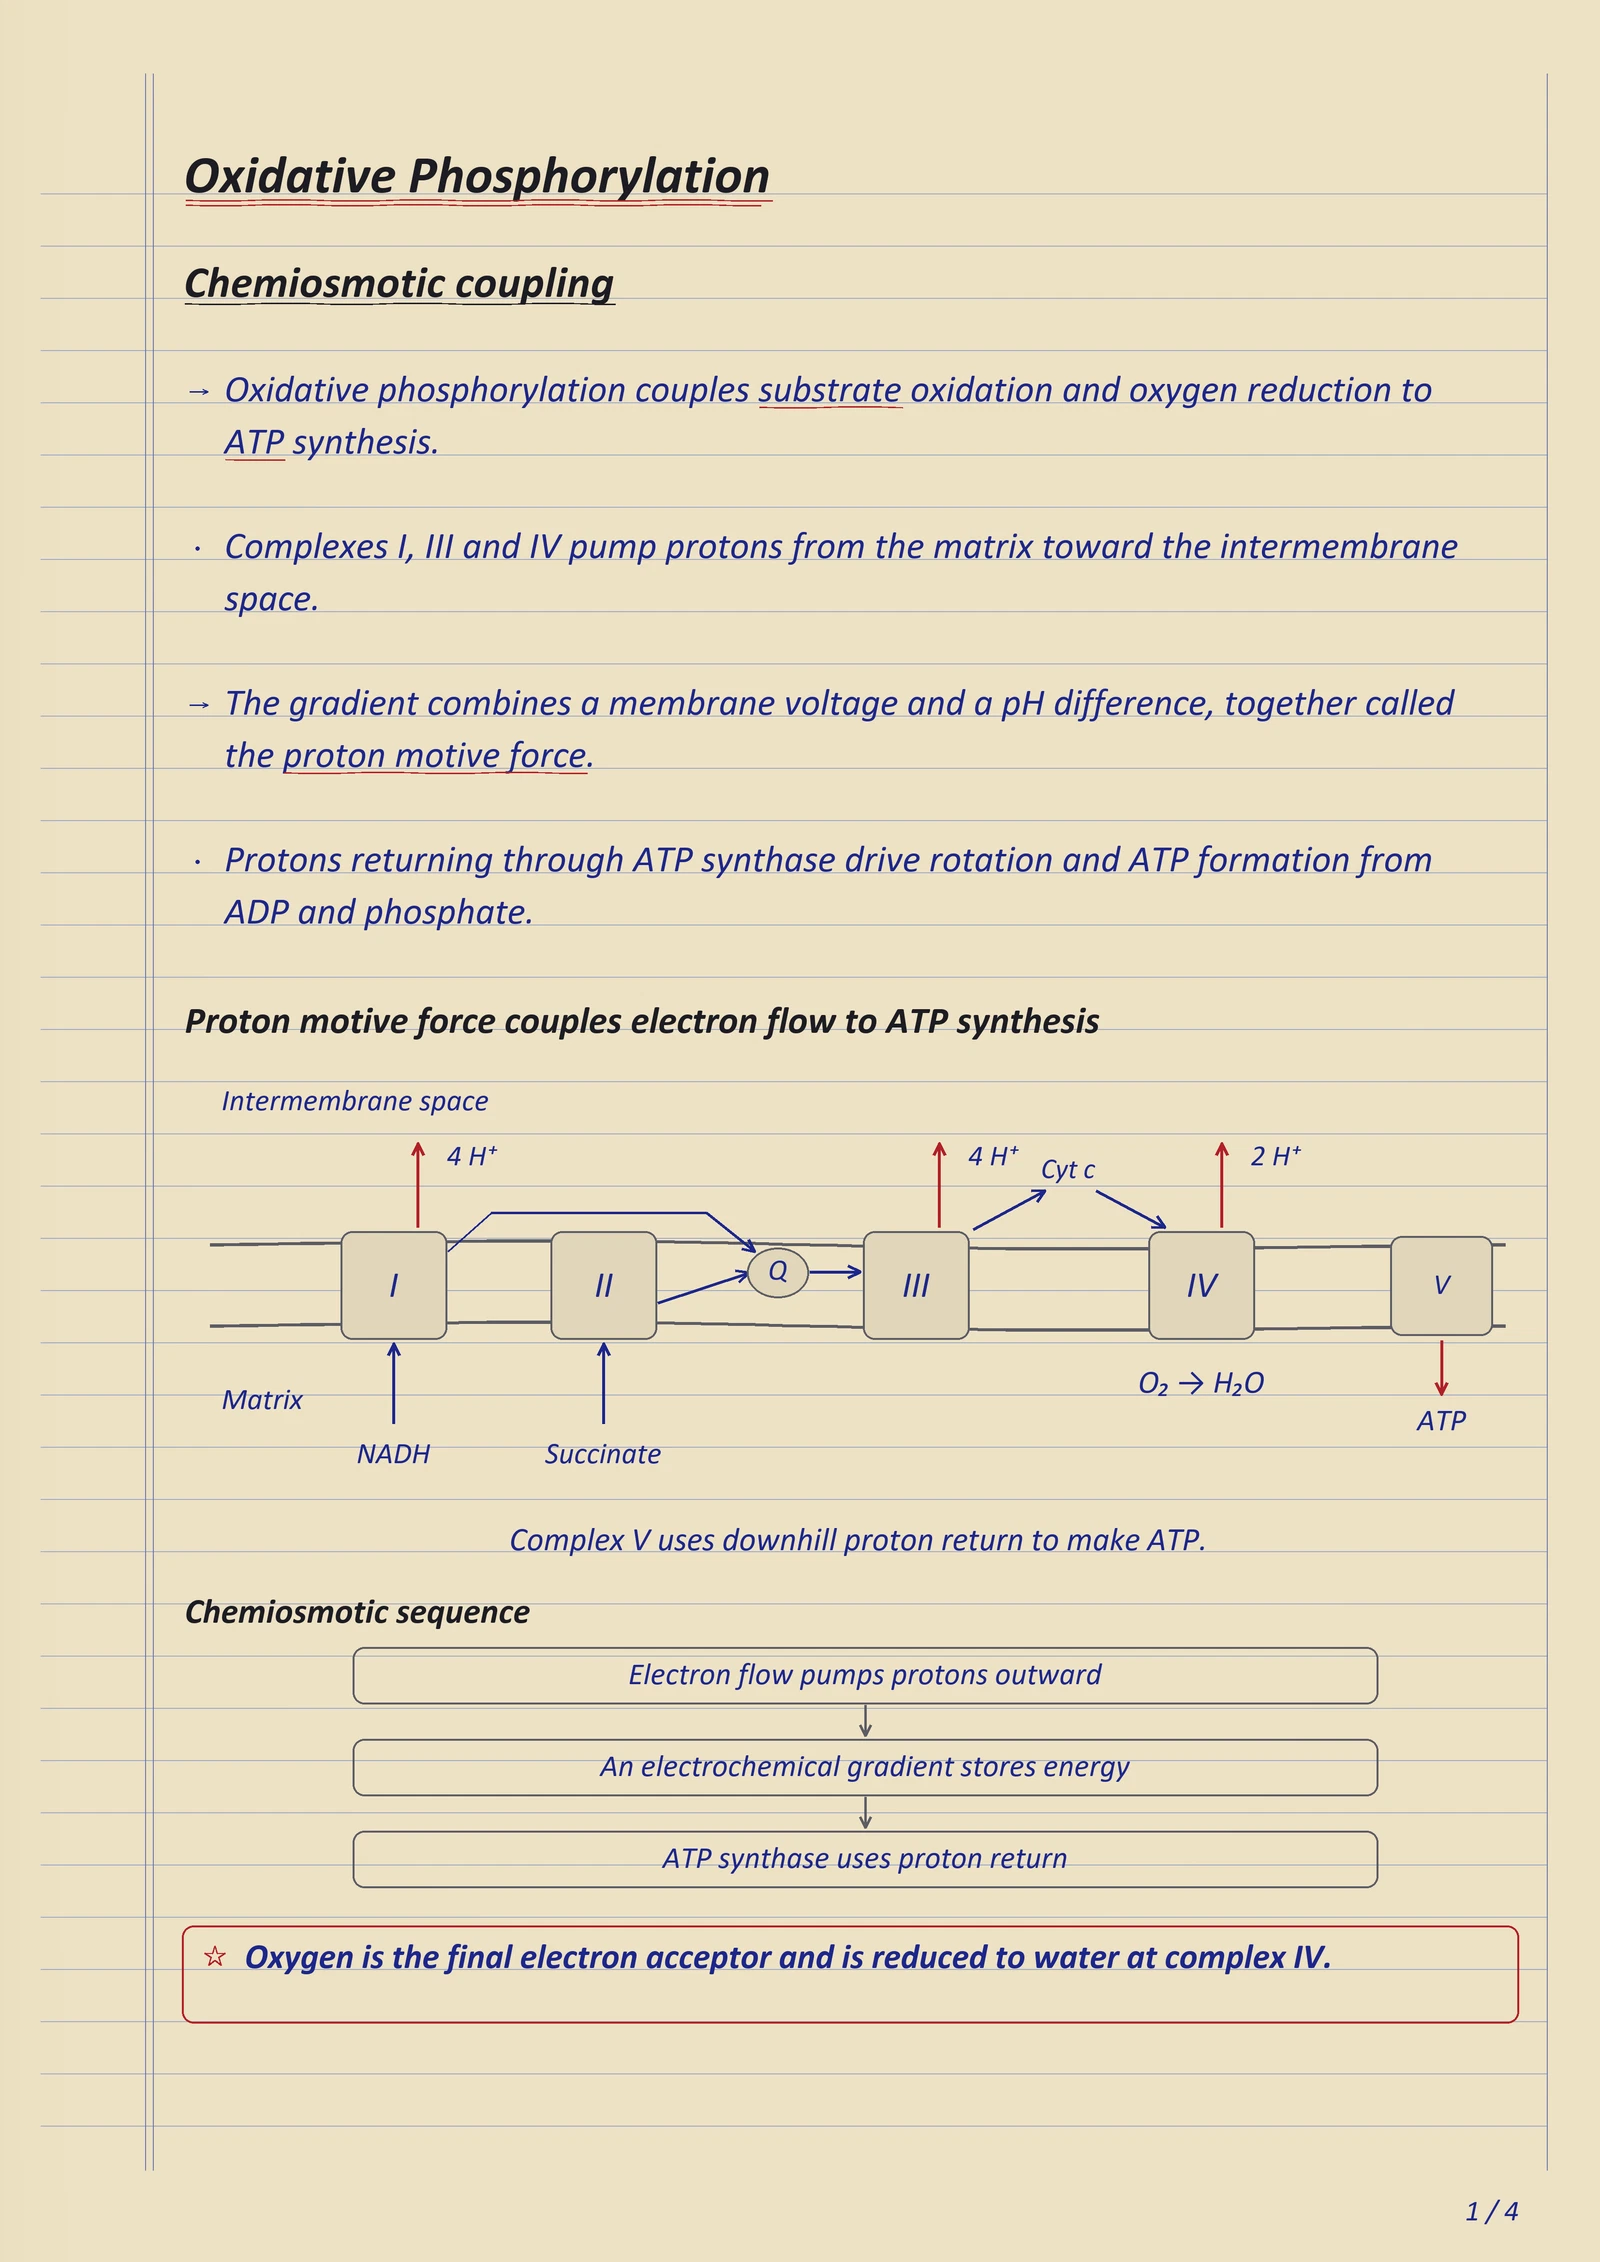 Oxidative Phosphorylation
Chemiosmotic coupling
→ Oxidative phosphorylation couples substrate oxidation and oxygen reduction to
ATP synthesis.
· Complexes I, III and IV pump protons from the matrix toward the intermembrane
space.
→ The gradient combines a membrane voltage and a pH difference, together called
the proton motive force.
· Protons returning through ATP synthase drive rotation and ATP formation from
ADP and phosphate.
Proton motive force couples electron flow to ATP synthesis
Intermembrane space
4 H⁺ 4 H⁺ Cyt c 2 H⁺
I II Q III IV V
Matrix O₂ → H₂O ATP
NADH Succinate
Complex V uses downhill proton return to make ATP.
Chemiosmotic sequence
Electron flow pumps protons outward
An electrochemical gradient stores energy
ATP synthase uses proton return
☆ Oxygen is the final electron acceptor and is reduced to water at complex IV.
1 / 4